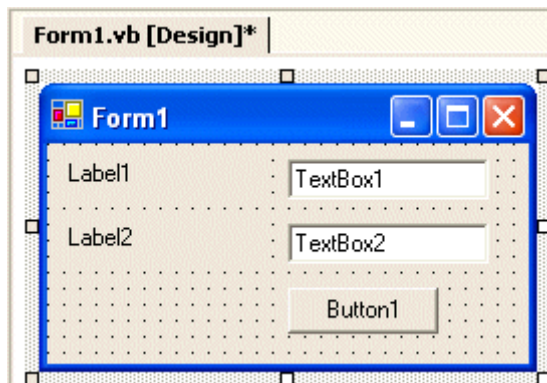 Form1.vb [Design]*
Form1
Label1
TextBox1
Label2
TextBox2
Button1